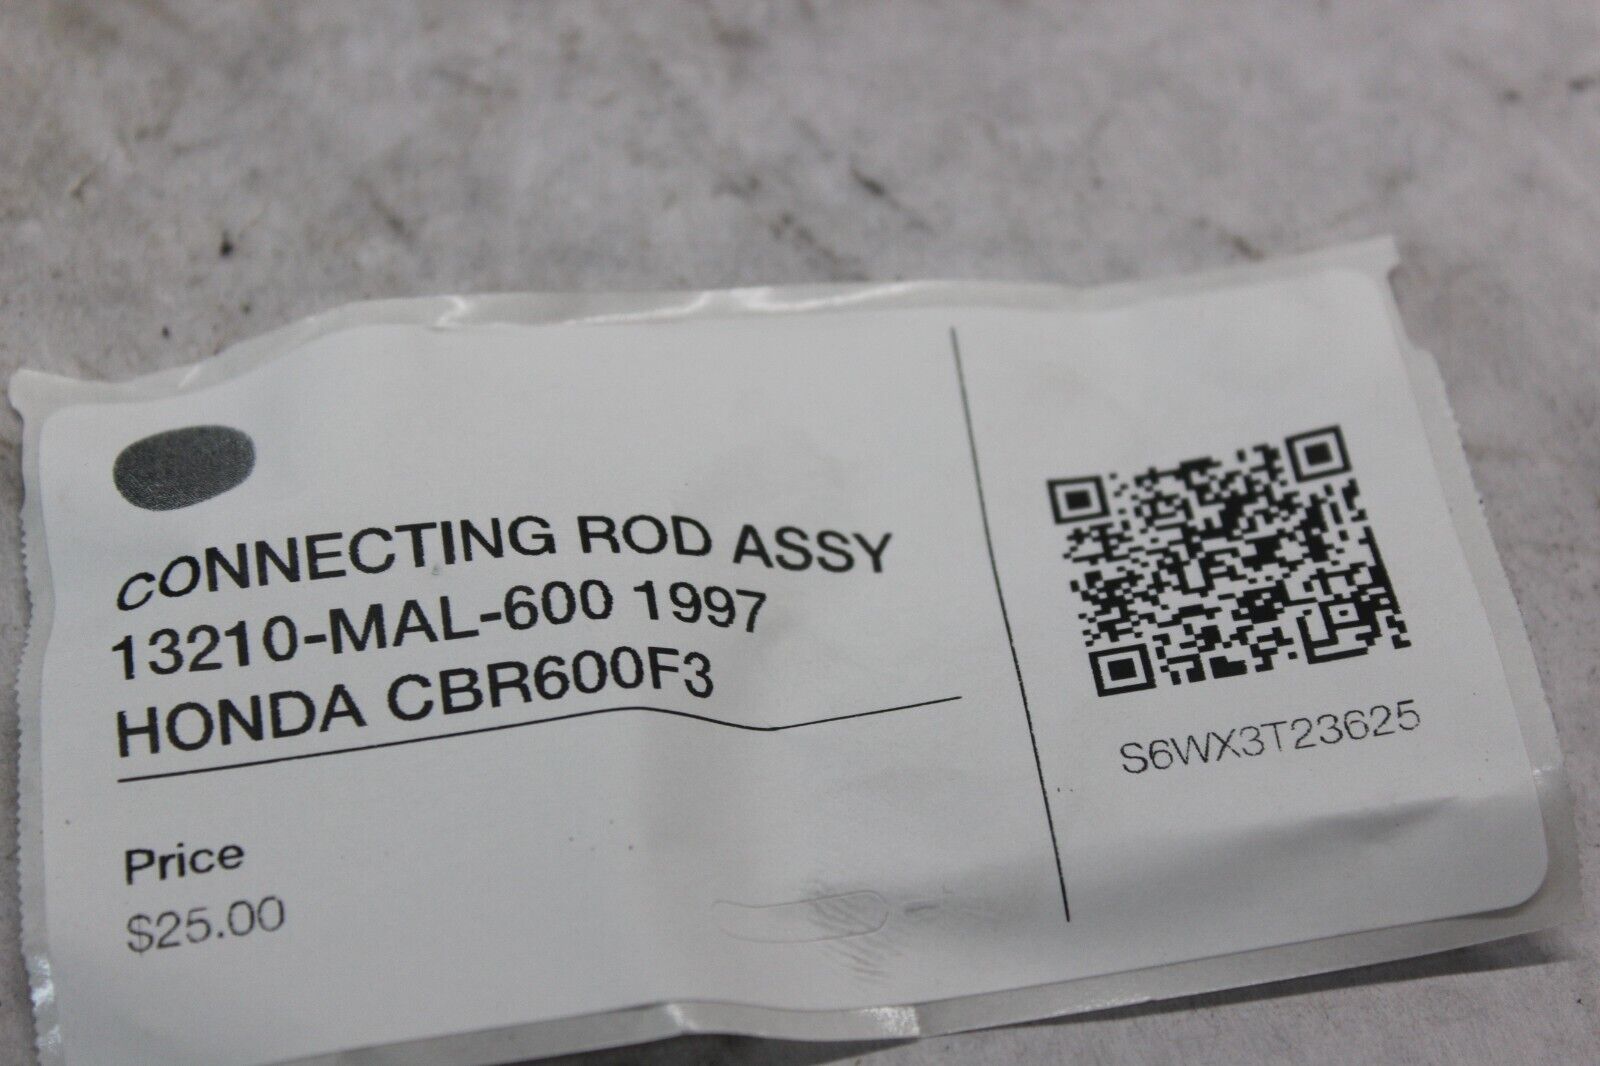 CONNECTING ROD ASSY
13210-MAL-600 1997
HONDA CBR600F3
Price
$25.00
S6WX3T23625